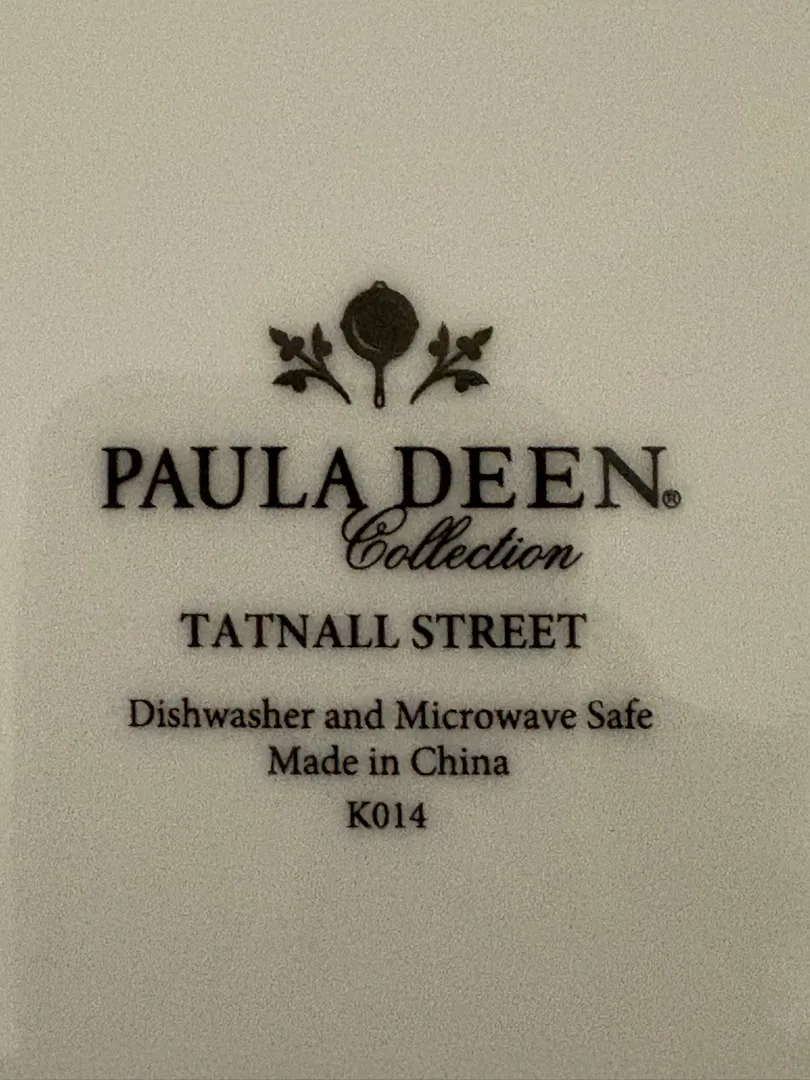 PAULA DEEN®
Collection
TATNALL STREET
Dishwasher and Microwave Safe
Made in China
K014